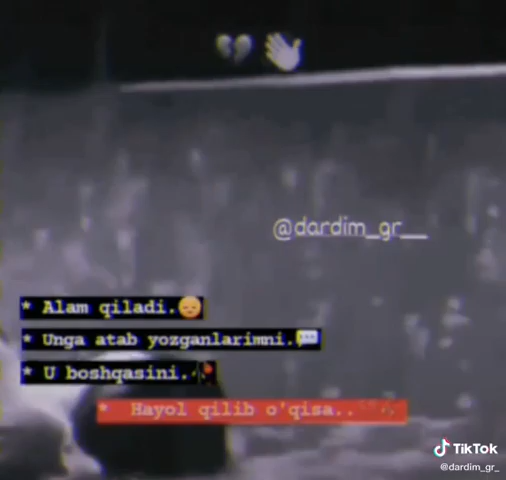 @dardim_gr__
* Alam qiladi.😔
* Unga atab yozganlarimni.💬
* U boshqasini.🥀
* Hayol qilib o'qisa..
TikTok
@dardim_gr_